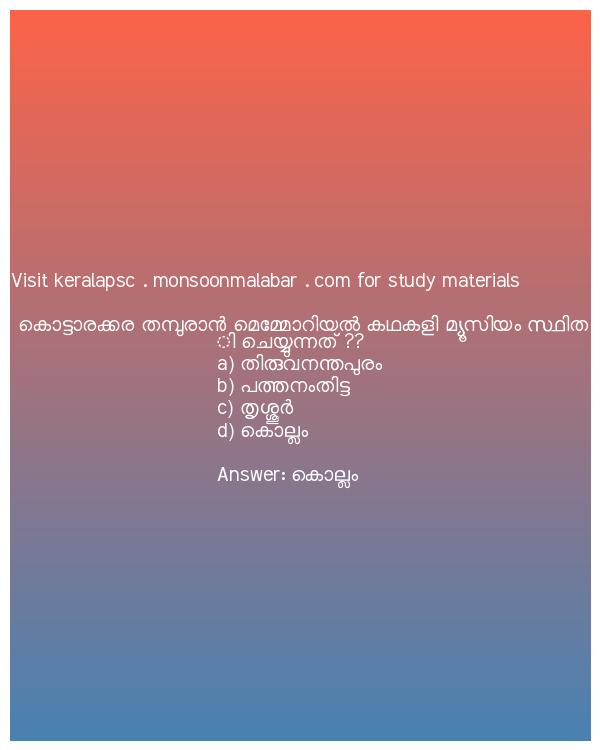 Visit keralapsc . monsoonmalabar . com for study materials
കൊട്ടാരക്കര തമ്പുരാൻ മെമ്മോറിയൽ കഥകളി മ്യൂസിയം സ്ഥിത
ി ചെയ്യുന്നത് ??
a) തിരുവനന്തപുരം
b) പത്തനംതിട്ട
c) തൃശ്ശൂർ
d) കൊല്ലം
Answer: കൊല്ലം